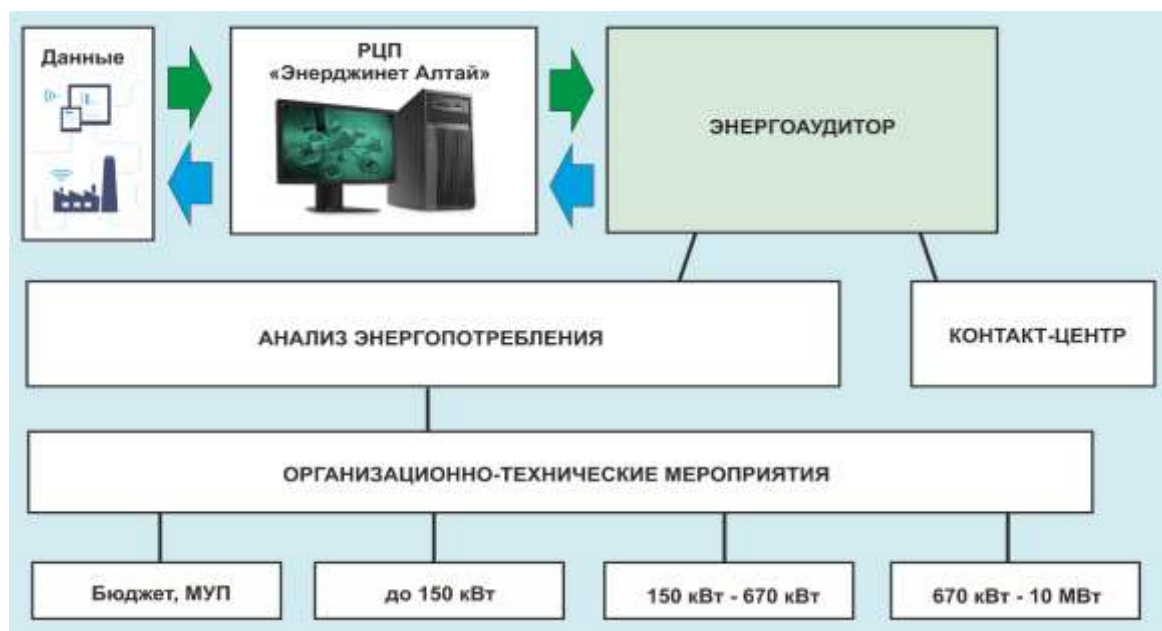 Данные
РЦП
«Энерджинет Алтай»
ЭНЕРГОАУДИТОР
АНАЛИЗ ЭНЕРГОПОТРЕБЛЕНИЯ
КОНТАКТ-ЦЕНТР
ОРГАНИЗАЦИОННО-ТЕХНИЧЕСКИЕ МЕРОПРИЯТИЯ
Бюджет, МУП
до 150 кВт
150 кВт - 670 кВт
670 кВт - 10 МВт